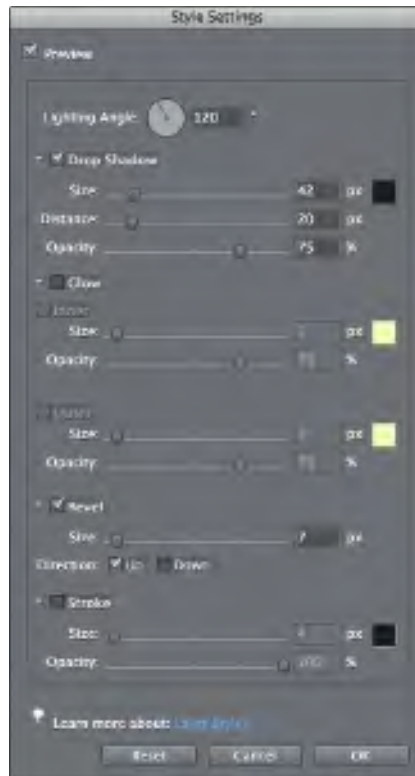 Style Settings
Preview
Lighting Angle: 120 °
Drop Shadow
Size: 42 px
Distance: 20 px
Opacity: 75 %
Glow
Inner
Size: px
Opacity: %
Outer
Size: px
Opacity: %
Bevel
Size: 7 px
Direction: Up Down
Stroke
Size: px
Opacity: 100 %
Learn more about: Layer Styles
Reset Cancel OK